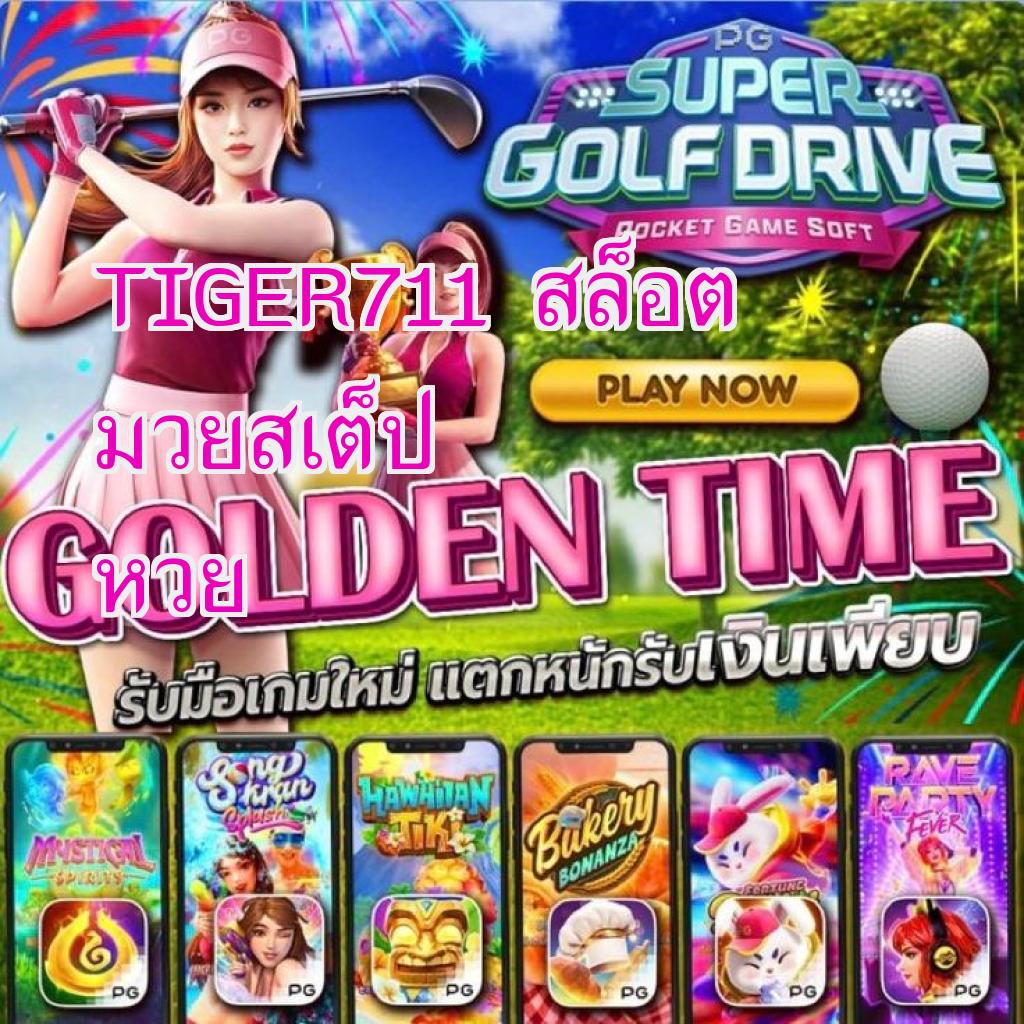 PG
PG
SUPER
GOLF DRIVE
POCKET GAME SOFT
TIGER711 สล็อต
PLAY NOW
มวยสเต็ป
GOLDEN TIME
หวย
รับมือเกมใหม่ แตกหนักรับเงินเพียบ
MYSTICAL
SPIRITS
Songkran
Splash
HAWAIIAN
TIKI
Bakery
BONANZA
FORTUNE
RAVE
PARTY
FEVER
PG
PG
PG
PG
PG
PG